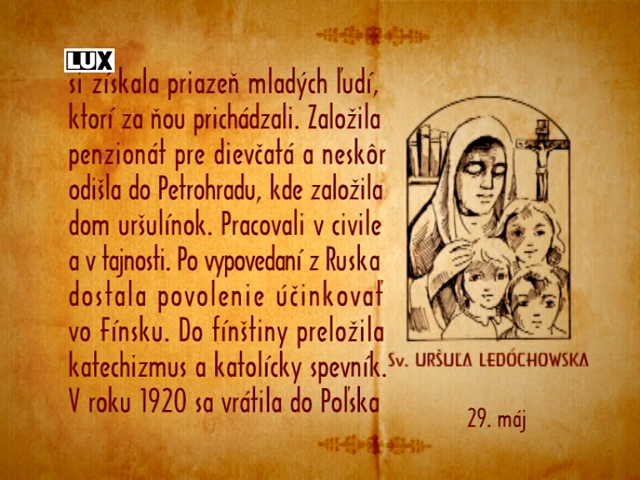 LUX
si získala priazeň mladých ľudí,
ktorí za ňou prichádzali. Založila
penzionát pre dievčatá a neskôr
odišla do Petrohradu, kde založila
dom uršulínok. Pracovali v civile
a v tajnosti. Po vypovedaní z Ruska
dostala povolenie účinkovať
vo Fínsku. Do fínštiny preložila
katechizmus a katolícky spevník.
V roku 1920 sa vrátila do Poľska
Sv. URŠUĽA LEDÓCHOWSKA
29. máj